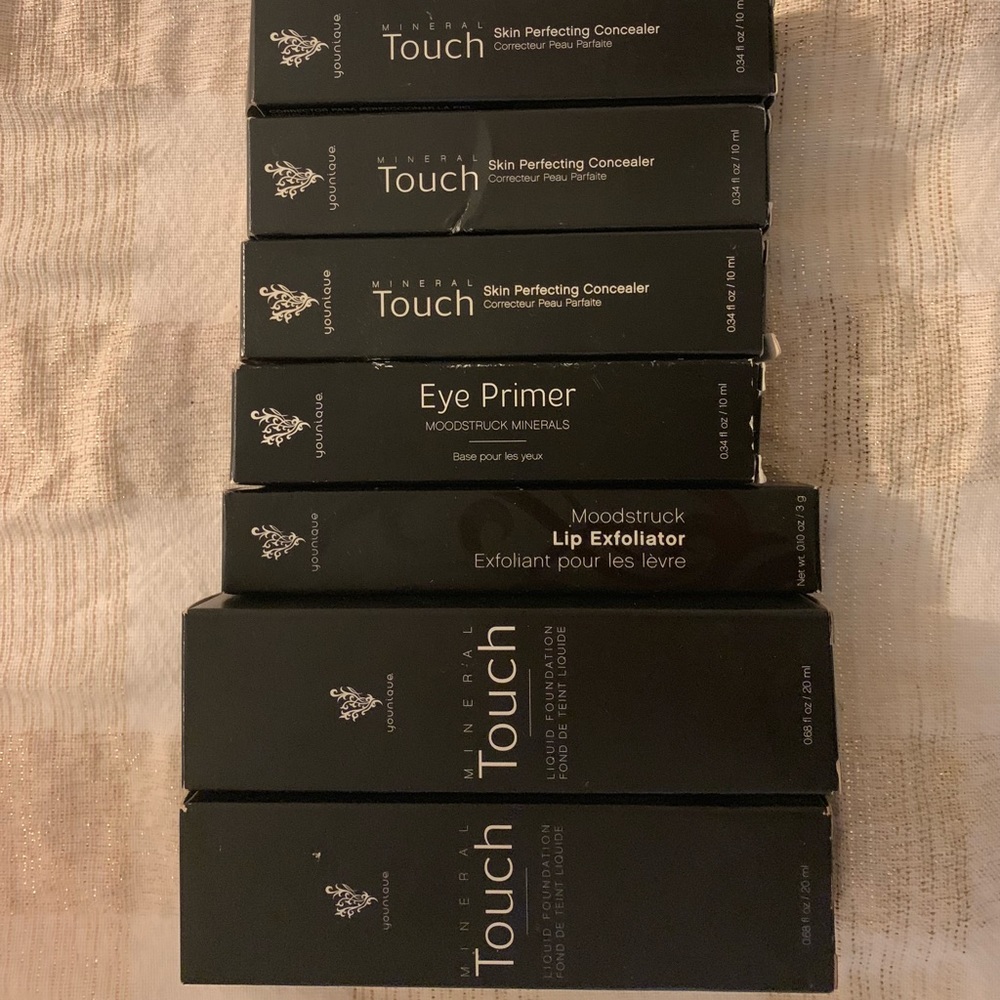 younique
MINERAL
Touch
Skin Perfecting Concealer
Correcteur Peau Parfaite
0.34 fl oz / 10 m
younique
MINERAL
Touch
Skin Perfecting Concealer
Correcteur Peau Parfaite
0.34 fl oz / 10 ml
younique
MINERAL
Touch
Skin Perfecting Concealer
Correcteur Peau Parfaite
0.34 fl oz / 10 ml
younique
Eye Primer
MOODSTRUCK MINERALS
Base pour les yeux
0.34 fl oz / 10 ml
younique
Moodstruck
Lip Exfoliator
Exfoliant pour les lèvre
Net wt. 0.10 oz / 3 g
younique
MINERAL
Touch
LIQUID FOUNDATION
FOND DE TEINT LIQUIDE
0.68 fl oz / 20 ml
younique
MINERAL
Touch
LIQUID FOUNDATION
FOND DE TEINT LIQUIDE
0.68 fl oz / 20 ml